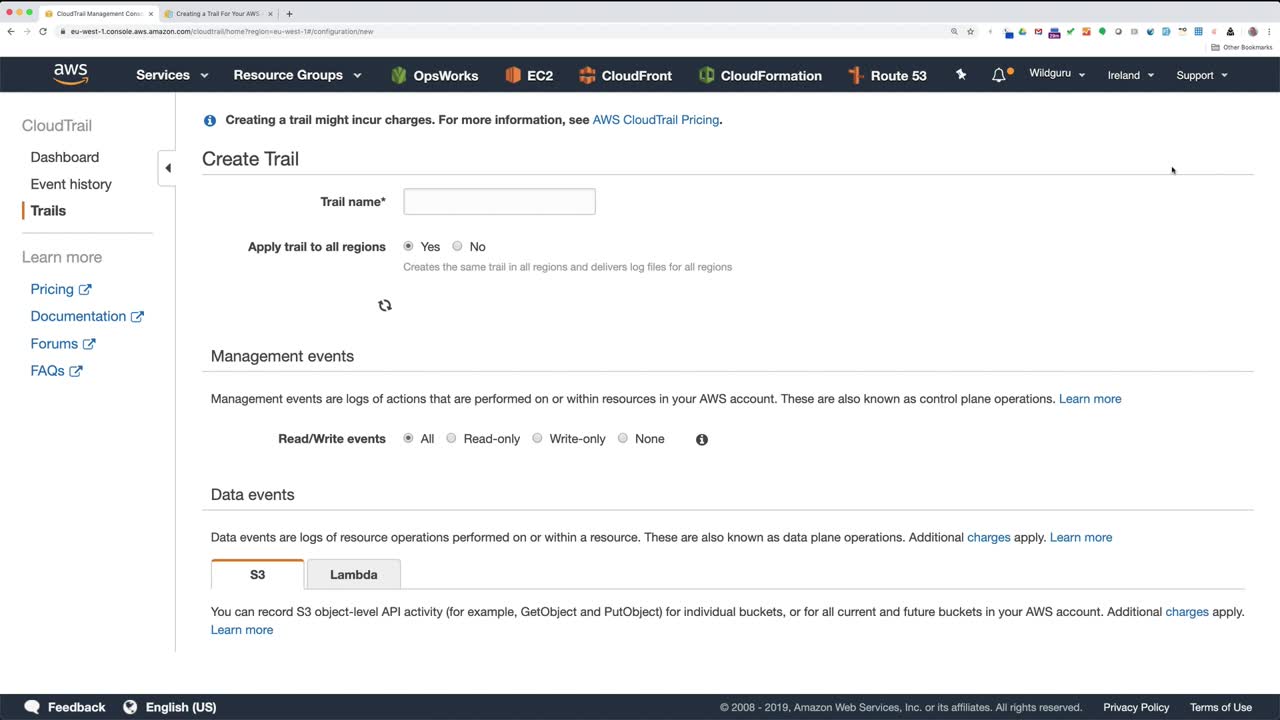 CloudTrail Management Cons
Creating a Trail For Your AWS
eu-west-1.console.aws.amazon.com/cloudtrail/home?region=eu-west-1#/configuration/new
Other Bookmarks
aws
Services
Resource Groups
OpsWorks
EC2
CloudFront
CloudFormation
Route 53
Wildguru
Ireland
Support
CloudTrail
Dashboard
Event history
Trails
Learn more
Pricing
Documentation
Forums
FAQs
Creating a trail might incur charges. For more information, see AWS CloudTrail Pricing.
Create Trail
Trail name*
Apply trail to all regions
Yes
No
Creates the same trail in all regions and delivers log files for all regions
Management events
Management events are logs of actions that are performed on or within resources in your AWS account. These are also known as control plane operations. Learn more
Read/Write events
All
Read-only
Write-only
None
Data events
Data events are logs of resource operations performed on or within a resource. These are also known as data plane operations. Additional charges apply. Learn more
S3
Lambda
You can record S3 object-level API activity (for example, GetObject and PutObject) for individual buckets, or for all current and future buckets in your AWS account. Additional charges apply.
Learn more
Feedback
English (US)
© 2008 - 2019, Amazon Web Services, Inc. or its affiliates. All rights reserved.
Privacy Policy
Terms of Use